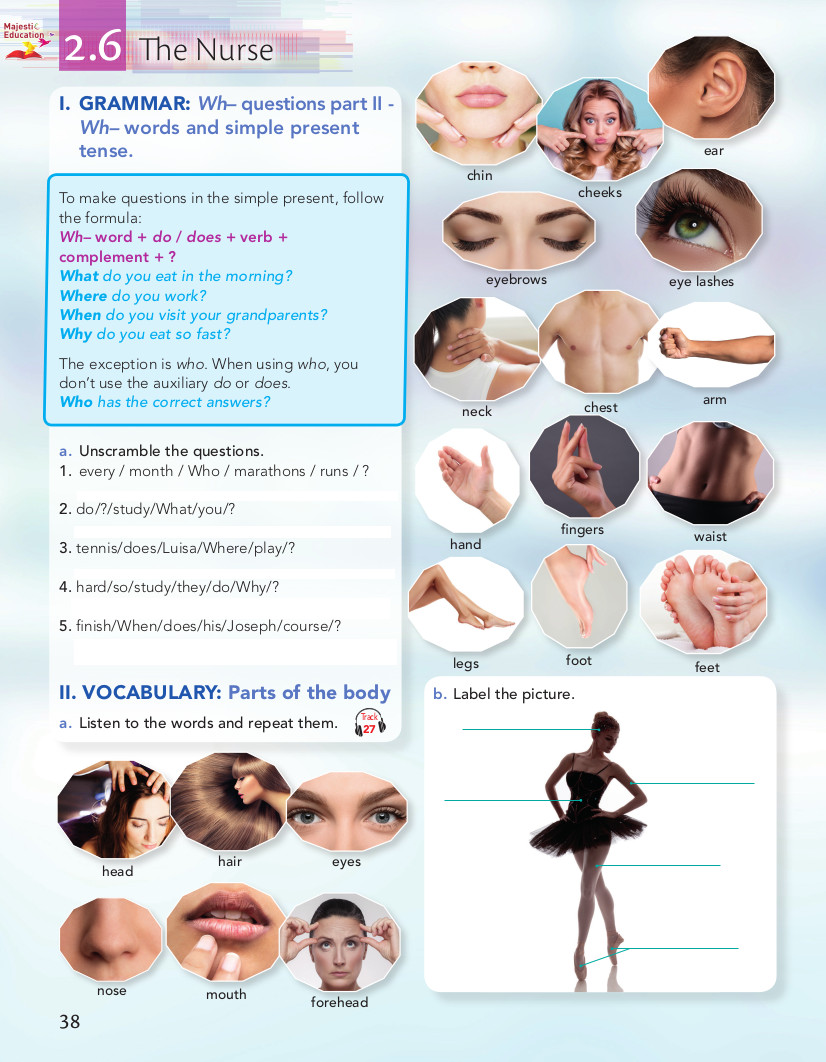 Majestic
Education
2.6 The Nurse
I. GRAMMAR: Wh– questions part II -
Wh– words and simple present
tense.
To make questions in the simple present, follow
the formula:
Wh– word + do / does + verb +
complement + ?
What do you eat in the morning?
Where do you work?
When do you visit your grandparents?
Why do you eat so fast?
The exception is who. When using who, you
don’t use the auxiliary do or does.
Who has the correct answers?
a. Unscramble the questions.
1. every / month / Who / marathons / runs / ?
2. do/?/study/What/you/?
3. tennis/does/Luisa/Where/play/?
4. hard/so/study/they/do/Why/?
5. finish/When/does/his/Joseph/course/?
II. VOCABULARY: Parts of the body
a. Listen to the words and repeat them.
Track
27
head
hair
eyes
nose
mouth
forehead
chin
cheeks
ear
eyebrows
eye lashes
neck
chest
arm
hand
fingers
waist
legs
foot
feet
b. Label the picture.
38